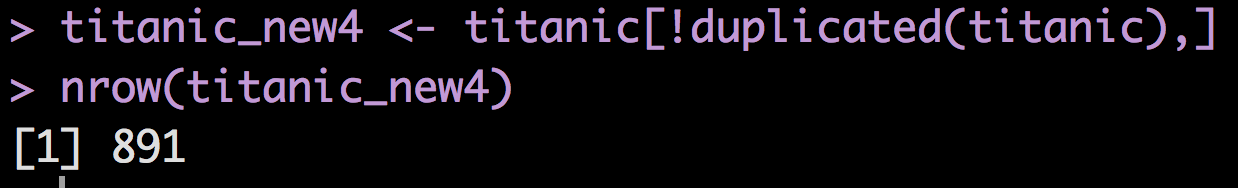 > titanic_new4 <- titanic[!duplicated(titanic),]
> nrow(titanic_new4)
[1] 891